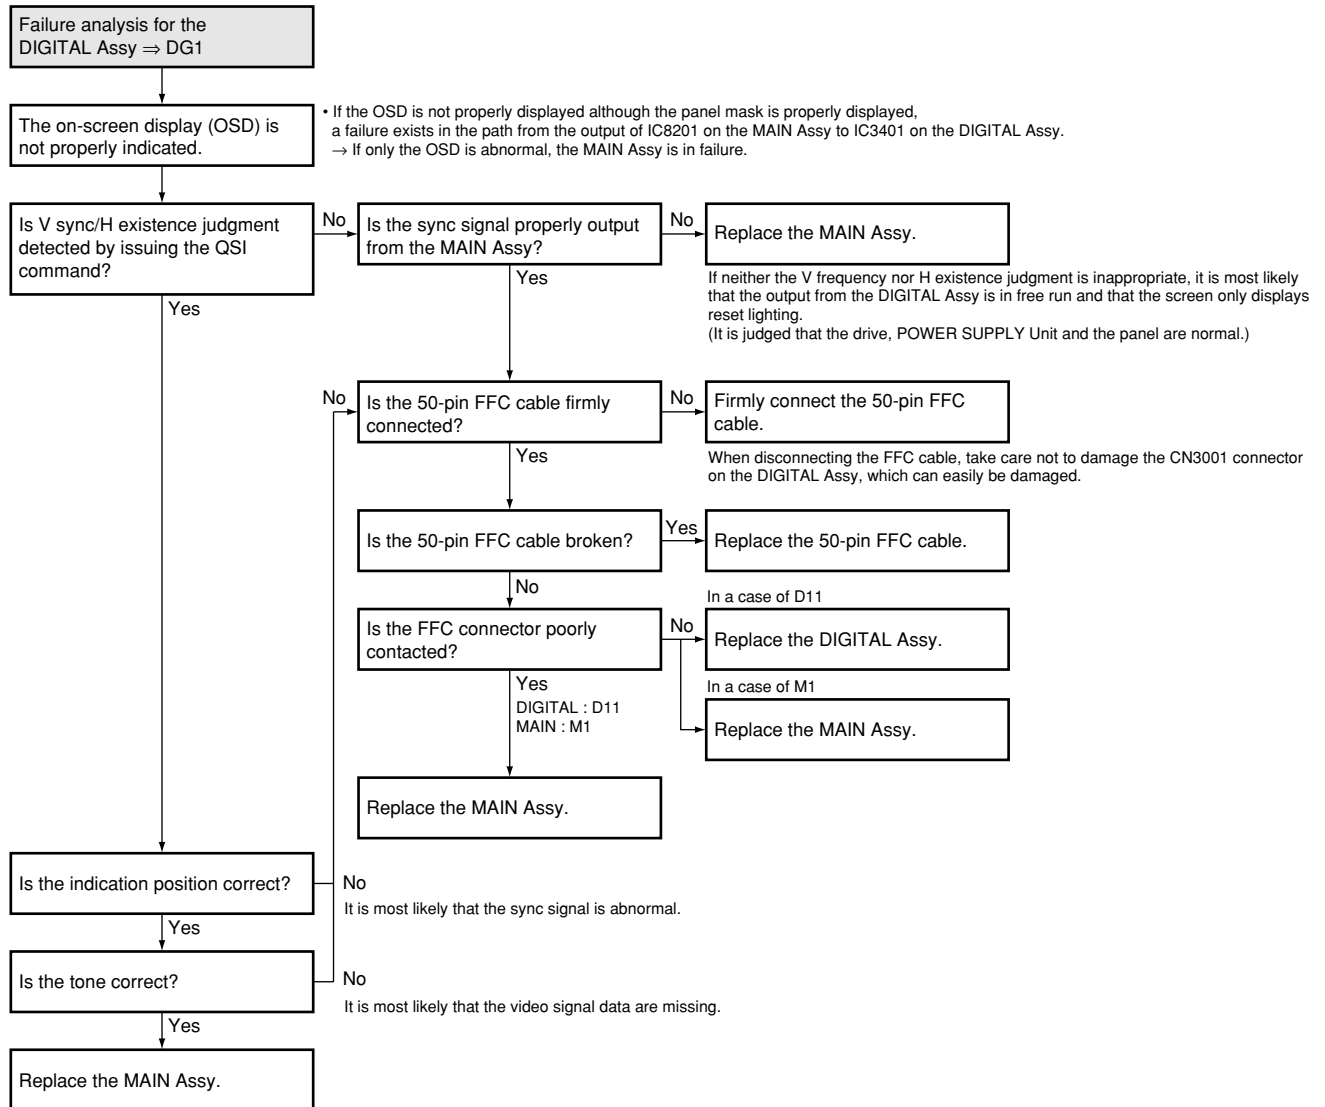 Failure analysis for the
DIGITAL Assy ⇒ DG1
The on-screen display (OSD) is
not properly indicated.
• If the OSD is not properly displayed although the panel mask is properly displayed,
a failure exists in the path from the output of IC8201 on the MAIN Assy to IC3401 on the DIGITAL Assy.
→ If only the OSD is abnormal, the MAIN Assy is in failure.
Is V sync/H existence judgment
detected by issuing the QSI
command?
No
Is the sync signal properly output
from the MAIN Assy?
No
Replace the MAIN Assy.
If neither the V frequency nor H existence judgment is inappropriate, it is most likely
that the output from the DIGITAL Assy is in free run and that the screen only displays
reset lighting.
(It is judged that the drive, POWER SUPPLY Unit and the panel are normal.)
Yes
Yes
No
Is the 50-pin FFC cable firmly
connected?
No
Firmly connect the 50-pin FFC
cable.
When disconnecting the FFC cable, take care not to damage the CN3001 connector
on the DIGITAL Assy, which can easily be damaged.
Yes
Is the 50-pin FFC cable broken?
Yes
Replace the 50-pin FFC cable.
No
In a case of D11
Is the FFC connector poorly
contacted?
No
Replace the DIGITAL Assy.
In a case of M1
Replace the MAIN Assy.
Yes
DIGITAL : D11
MAIN : M1
Replace the MAIN Assy.
Is the indication position correct?
No
It is most likely that the sync signal is abnormal.
Yes
Is the tone correct?
No
It is most likely that the video signal data are missing.
Yes
Replace the MAIN Assy.